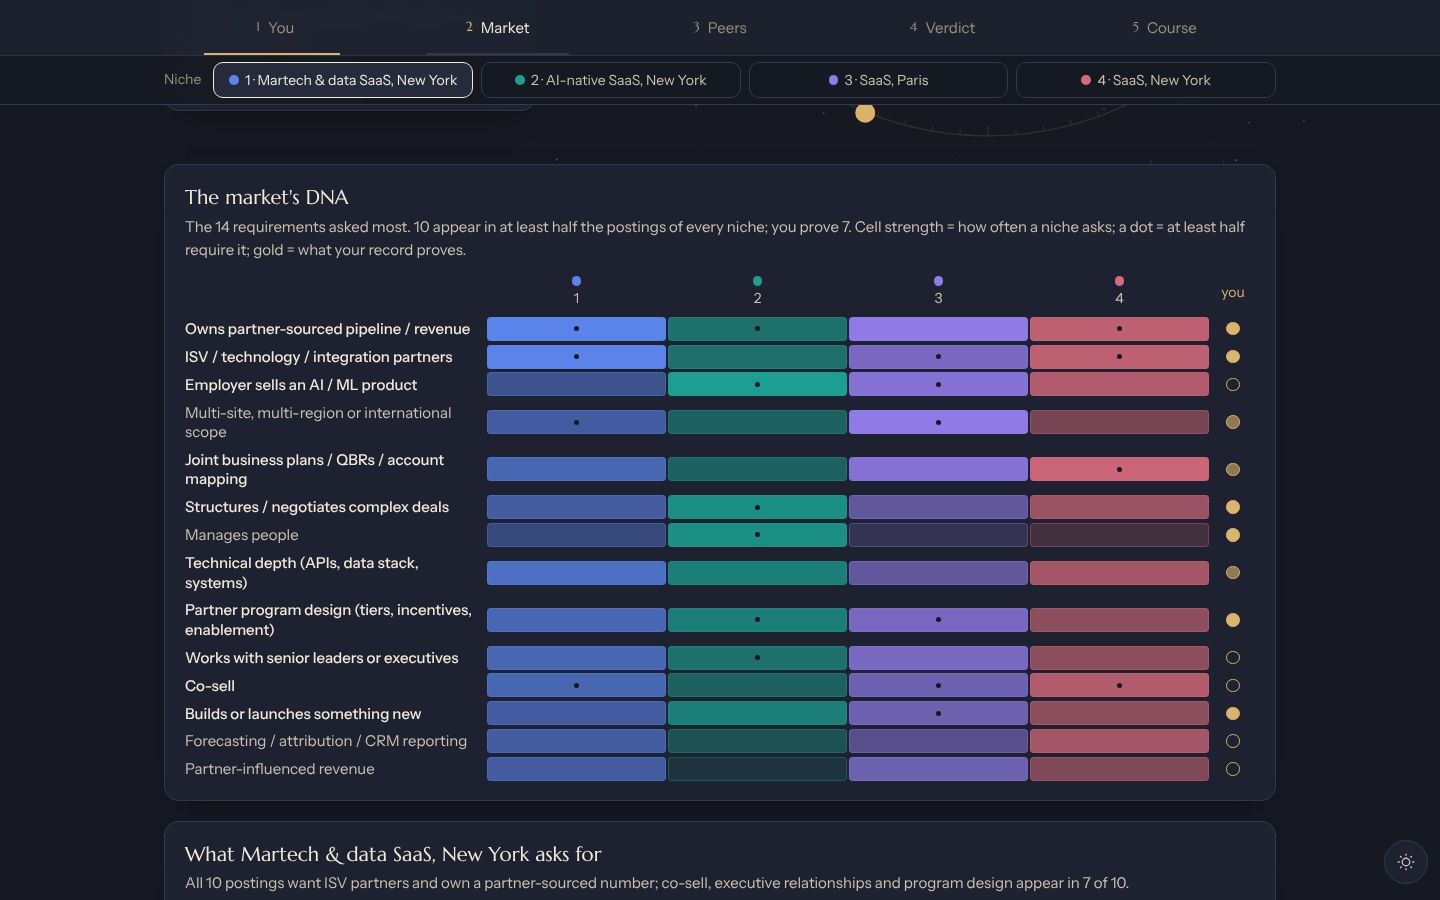 1 You
2 Market
3 Peers
4 Verdict
5 Course
Niche
1 · Martech & data SaaS, New York
2 · AI-native SaaS, New York
3 · SaaS, Paris
4 · SaaS, New York
The market's DNA
The 14 requirements asked most. 10 appear in at least half the postings of every niche; you prove 7. Cell strength = how often a niche asks; a dot = at least half
require it; gold = what your record proves.
1 2 3 4 you
Owns partner-sourced pipeline / revenue
ISV / technology / integration partners
Employer sells an AI / ML product
Multi-site, multi-region or international
scope
Joint business plans / QBRs / account
mapping
Structures / negotiates complex deals
Manages people
Technical depth (APIs, data stack,
systems)
Partner program design (tiers, incentives,
enablement)
Works with senior leaders or executives
Co-sell
Builds or launches something new
Forecasting / attribution / CRM reporting
Partner-influenced revenue
What Martech & data SaaS, New York asks for
All 10 postings want ISV partners and own a partner-sourced number; co-sell, executive relationships and program design appear in 7 of 10.